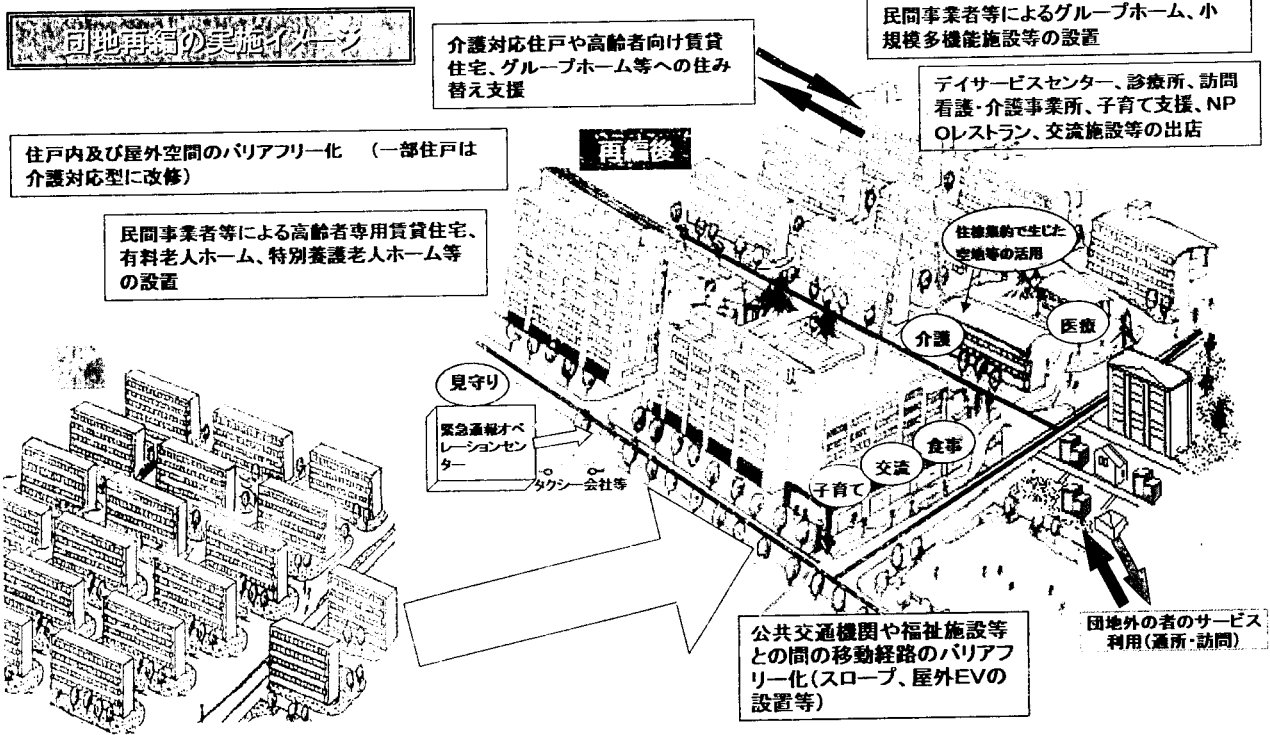 団地再編の実施イメージ
介護対応住戸や高齢者向け賃貸
住宅、グループホーム等への住み
替え支援
民間事業者等によるグループホーム、小
規模多機能施設等の設置
デイサービスセンター、診療所、訪問
看護・介護事業所、子育て支援、NP
Oレストラン、交流施設等の出店
住戸内及び屋外空間のバリアフリー化 （一部住戸は
介護対応型に改修）
再編後
民間事業者等による高齢者専用賃貸住宅、
有料老人ホーム、特別養護老人ホーム等
の設置
住棟集約で生じた
空地等の活用
介護
医療
見守り
緊急通報オペ
レーションセン
ター
タクシー会社等
食事
交流
子育て
公共交通機関や福祉施設等
との間の移動経路のバリアフ
リー化（スロープ、屋外EVの
設置等）
団地外の者のサービス
利用（通所・訪問）